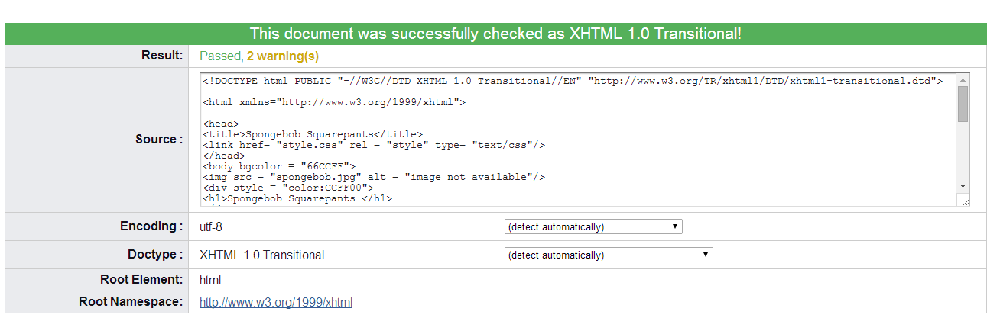 This document was successfully checked as XHTML 1.0 Transitional!
Result: Passed, 2 warning(s)
Source :
<!DOCTYPE html PUBLIC "-//W3C//DTD XHTML 1.0 Transitional//EN" "http://www.w3.org/TR/xhtml1/DTD/xhtml1-transitional.dtd">
<html xmlns="http://www.w3.org/1999/xhtml">
<head>
<title>Spongebob Squarepants</title>
<link href= "style.css" rel = "style" type= "text/css"/>
</head>
<body bgcolor = "66CCFF">
<img src = "spongebob.jpg" alt = "image not available"/>
<div style = "color:CCFF00">
<h1>Spongebob Squarepants </h1>
Encoding : utf-8 (detect automatically)
Doctype : XHTML 1.0 Transitional (detect automatically)
Root Element: html
Root Namespace: http://www.w3.org/1999/xhtml